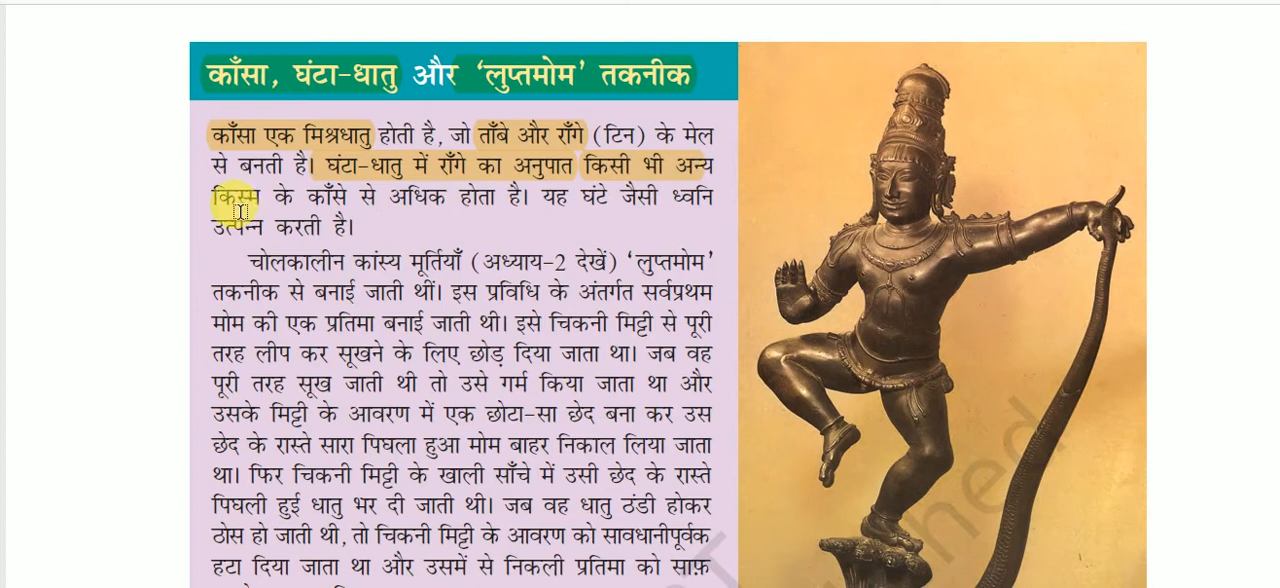 काँसा, घंटा-धातु और ‘लुप्तमोम’ तकनीक
काँसा एक मिश्रधातु होती है, जो ताँबे और राँगे (टिन) के मेल
से बनती है। घंटा-धातु में राँगे का अनुपात किसी भी अन्य
किस्म के काँसे से अधिक होता है। यह घंटे जैसी ध्वनि
उत्पन्न करती है।
चोलकालीन कांस्य मूर्तियाँ (अध्याय-2 देखें) ‘लुप्तमोम’
तकनीक से बनाई जाती थीं। इस प्रविधि के अंतर्गत सर्वप्रथम
मोम की एक प्रतिमा बनाई जाती थी। इसे चिकनी मिट्टी से पूरी
तरह लीप कर सूखने के लिए छोड़ दिया जाता था। जब वह
पूरी तरह सूख जाती थी तो उसे गर्म किया जाता था और
उसके मिट्टी के आवरण में एक छोटा-सा छेद बना कर उस
छेद के रास्ते सारा पिघला हुआ मोम बाहर निकाल लिया जाता
था। फिर चिकनी मिट्टी के खाली साँचे में उसी छेद के रास्ते
पिघली हुई धातु भर दी जाती थी। जब वह धातु ठंडी होकर
ठोस हो जाती थी, तो चिकनी मिट्टी के आवरण को सावधानीपूर्वक
हटा दिया जाता था और उसमें से निकली प्रतिमा को साफ़